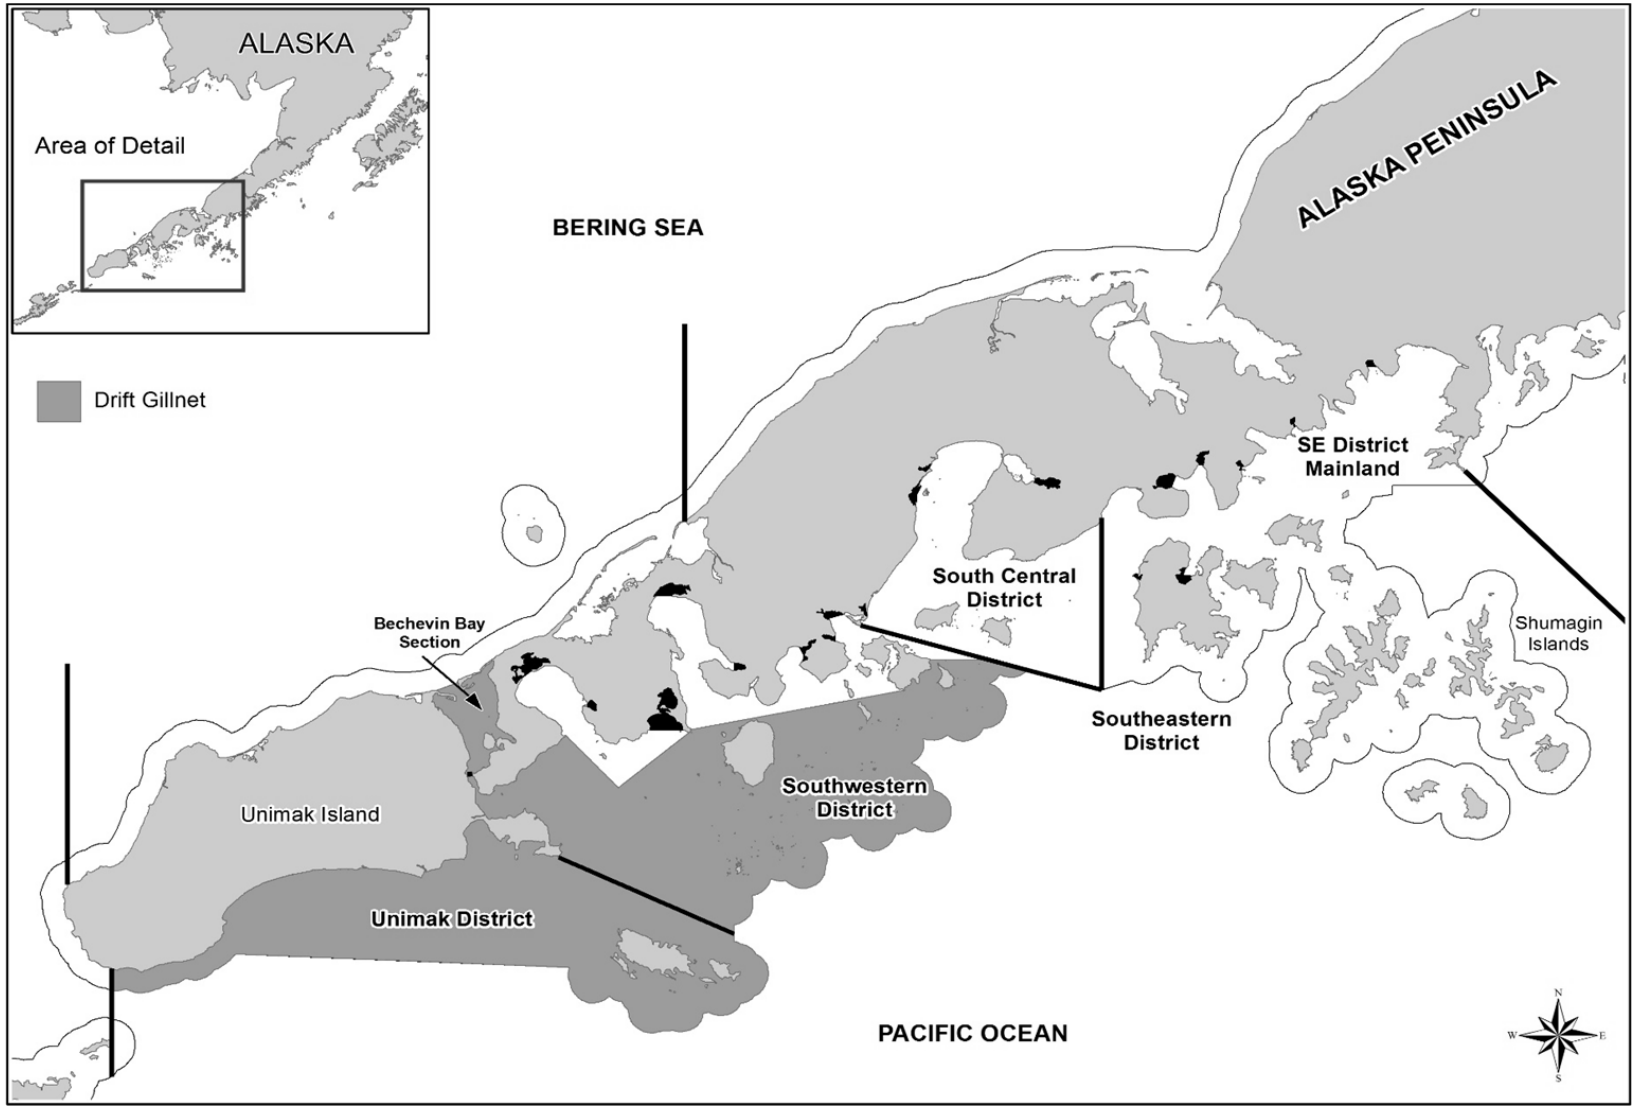 ALASKA
Area of Detail
ALASKA PENINSULA
BERING SEA
Drift Gillnet
SE District
Mainland
South Central
District
Bechevin Bay
Section
Shumagin
Islands
Southeastern
District
Southwestern
District
Unimak Island
Unimak District
PACIFIC OCEAN
N
W
E
S